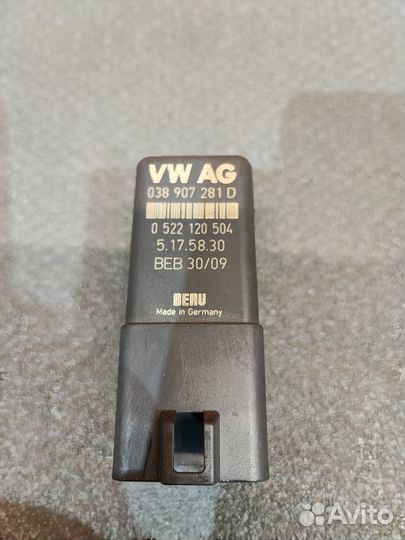 VW AG
038 907 281 D
0 522 120 504
5.17.58.30
BEB 30/09
BERU
Made in Germany
Avito